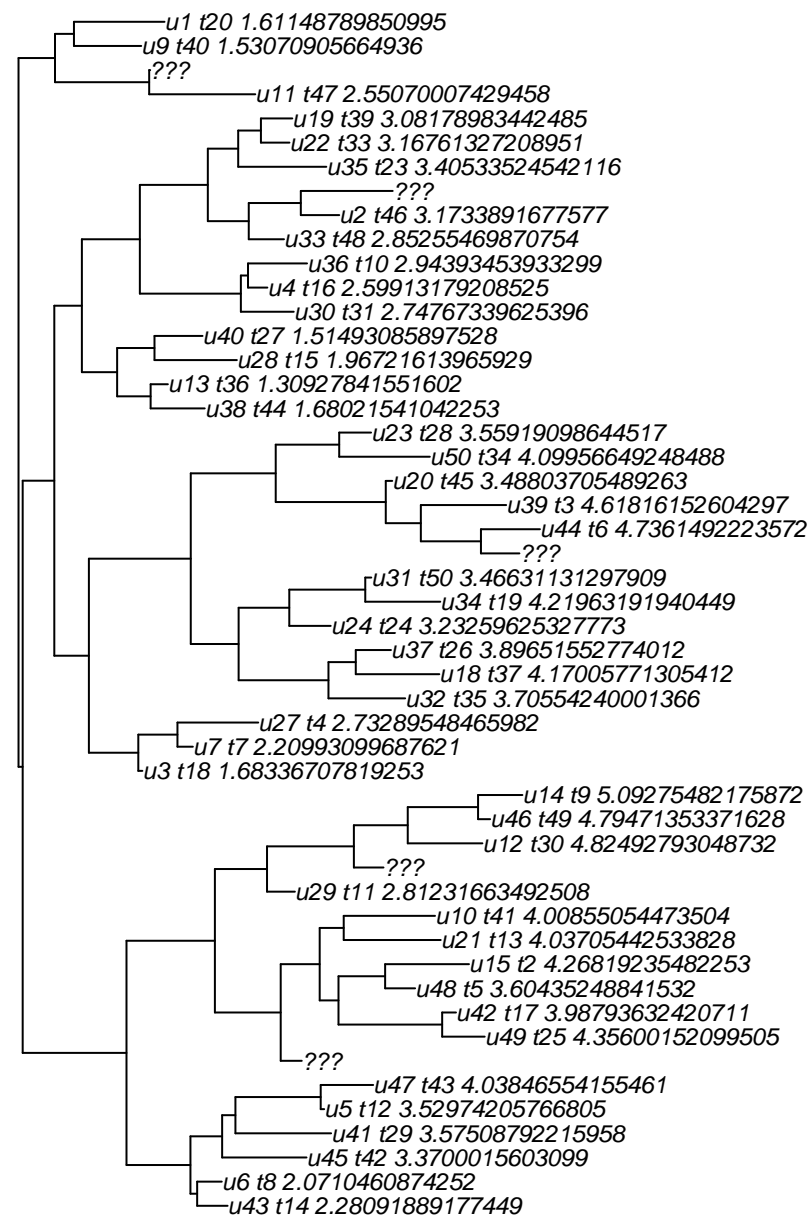 u1 t20 1.61148789850995
u9 t40 1.53070905664936
???
u11 t47 2.55070007429458
u19 t39 3.08178983442485
u22 t33 3.16761327208951
u35 t23 3.40533524542116
???
u2 t46 3.1733891677577
u33 t48 2.85255469870754
u36 t10 2.94393453933299
u4 t16 2.59913179208525
u30 t31 2.74767339625396
u40 t27 1.51493085897528
u28 t15 1.96721613965929
u13 t36 1.30927841551602
u38 t44 1.68021541042253
u23 t28 3.55919098644517
u50 t34 4.09956649248488
u20 t45 3.48803705489263
u39 t3 4.61816152604297
u44 t6 4.7361492223572
???
u31 t50 3.46631131297909
u34 t19 4.21963191940449
u24 t24 3.23259625327773
u37 t26 3.89651552774012
u18 t37 4.17005771305412
u32 t35 3.70554240001366
u27 t4 2.73289548465982
u7 t7 2.20993099687621
u3 t18 1.68336707819253
u14 t9 5.09275482175872
u46 t49 4.79471353371628
u12 t30 4.82492793048732
???
u29 t11 2.81231663492508
u10 t41 4.00855054473504
u21 t13 4.03705442533828
u15 t2 4.26819235482253
u48 t5 3.60435248841532
u42 t17 3.98793632420711
u49 t25 4.35600152099505
???
u47 t43 4.03846554155461
u5 t12 3.52974205766805
u41 t29 3.57508792215958
u45 t42 3.3700015603099
u6 t8 2.0710460874252
u43 t14 2.28091889177449